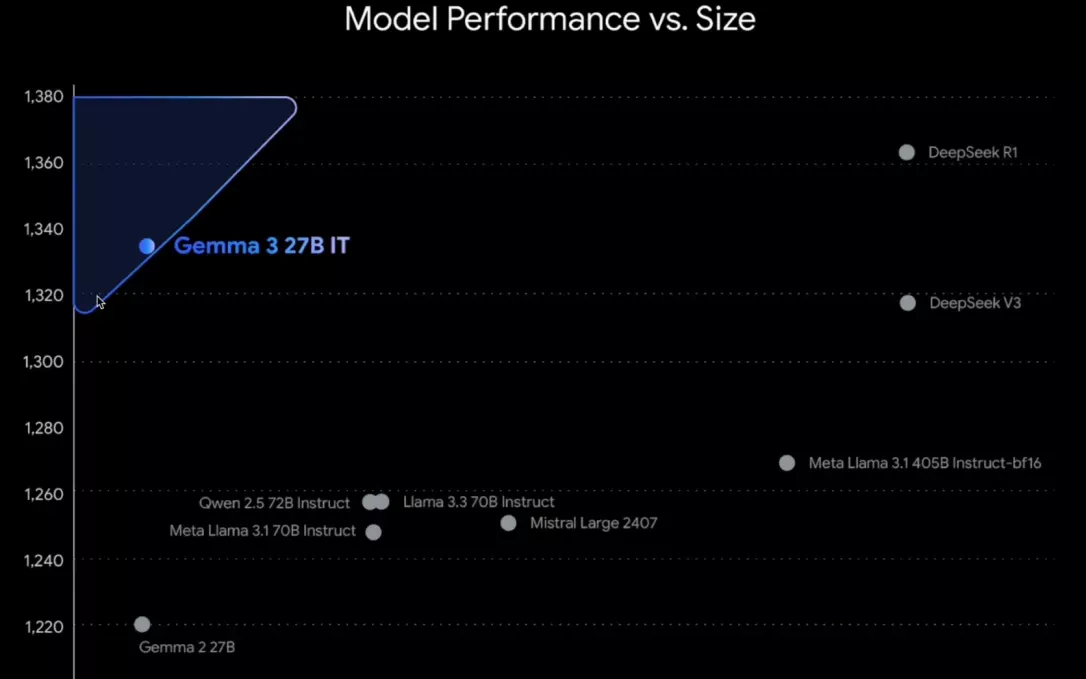 Model Performance vs. Size
1,380
1,360
DeepSeek R1
1,340
Gemma 3 27B IT
1,320
DeepSeek V3
1,300
1,280
Meta Llama 3.1 405B Instruct-bf16
1,260
Qwen 2.5 72B Instruct
Llama 3.3 70B Instruct
Meta Llama 3.1 70B Instruct
Mistral Large 2407
1,240
1,220
Gemma 2 27B